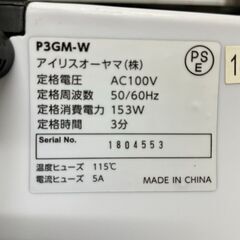 P3GM-W
アイリスオーヤマ(株)
定格電圧 AC100V
定格周波数 50/60Hz
定格消費電力 153W
定格時間 3分
Serial No. 1804553
温度ヒューズ 115℃
電流ヒューズ 5A
MADE IN CHINA
PS
E
1